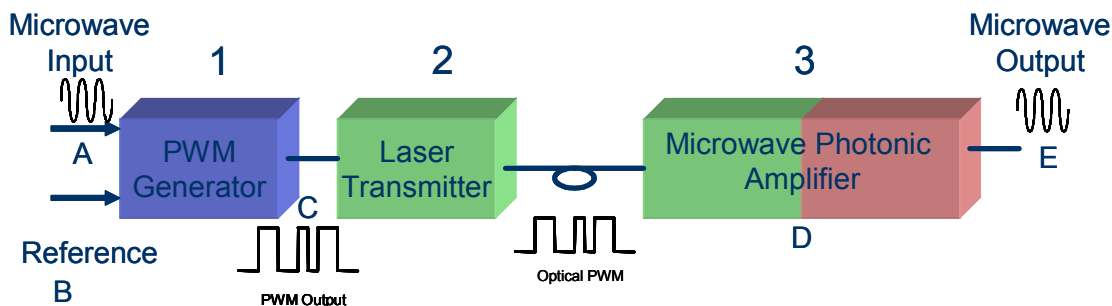 Microwave
Input
1
2
3
Microwave
Output
A
PWM
Generator
Laser
Transmitter
Microwave Photonic
Amplifier
E
C
D
Reference
B
PWM Output
Optical PWM